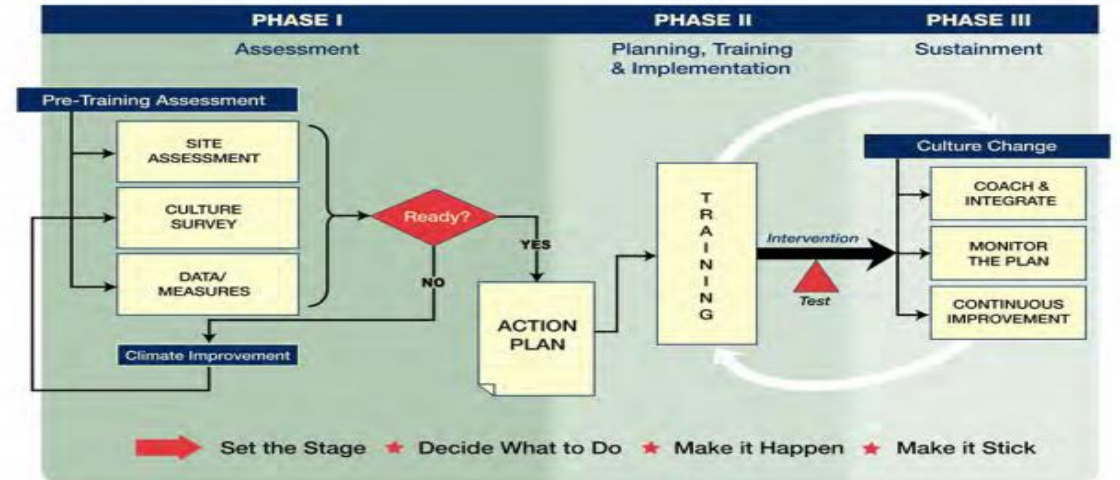 PHASE I
PHASE II
PHASE III
Assessment
Planning, Training
& Implementation
Sustainment
Pre-Training Assessment
SITE
ASSESSMENT
CULTURE
SURVEY
DATA/
MEASURES
Climate Improvement
Ready?
YES
NO
ACTION
PLAN
TRAINING
Intervention
Test
Culture Change
COACH &
INTEGRATE
MONITOR
THE PLAN
CONTINUOUS
IMPROVEMENT
Set the Stage ★ Decide What to Do ★ Make it Happen ★ Make it Stick